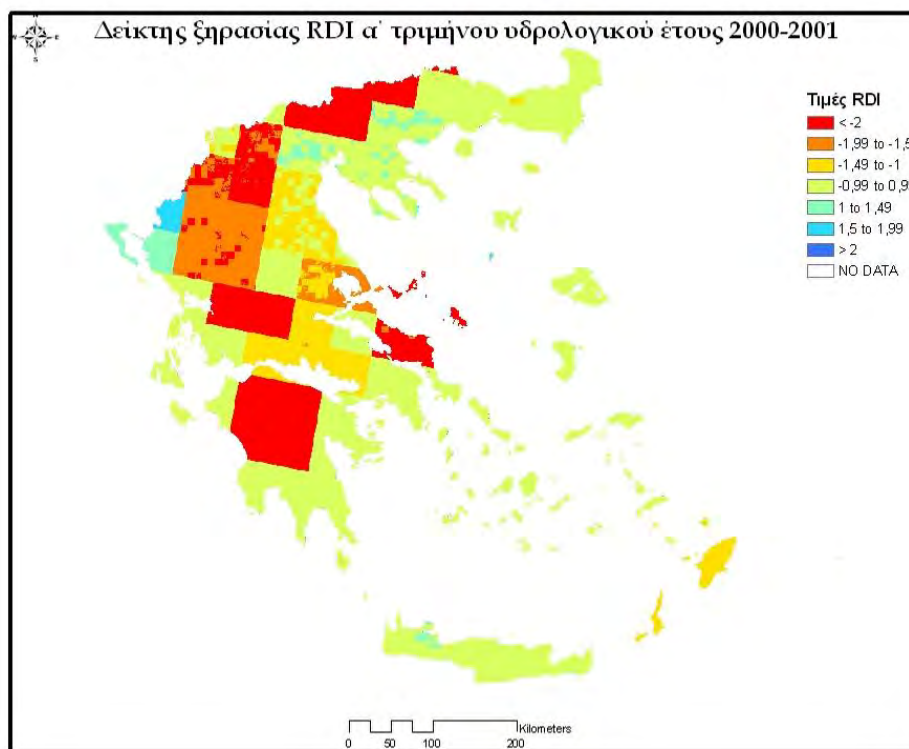 Δείκτης ξηρασίας RDI α΄ τριμήνου υδρολογικού έτους 2000-2001
N
W E
S
Τιμές RDI
< -2
-1,99 to -1,5
-1,49 to -1
-0,99 to 0,9
1 to 1,49
1,5 to 1,99
> 2
NO DATA
Kilometers
0 50 100 200